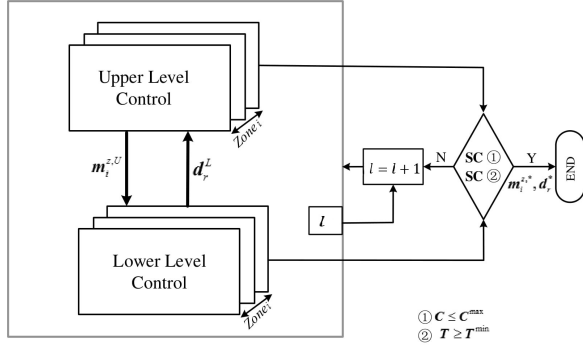 Upper Level
Control
Zone_i
m_i^{z,U}
d_r^L
Lower Level
Control
Zone_i
l
l = l + 1
N
SC ①
SC ②
Y
m_i^{z,*}, d_r^*
END
① C ≤ C^{max}
② T ≥ T^{min}